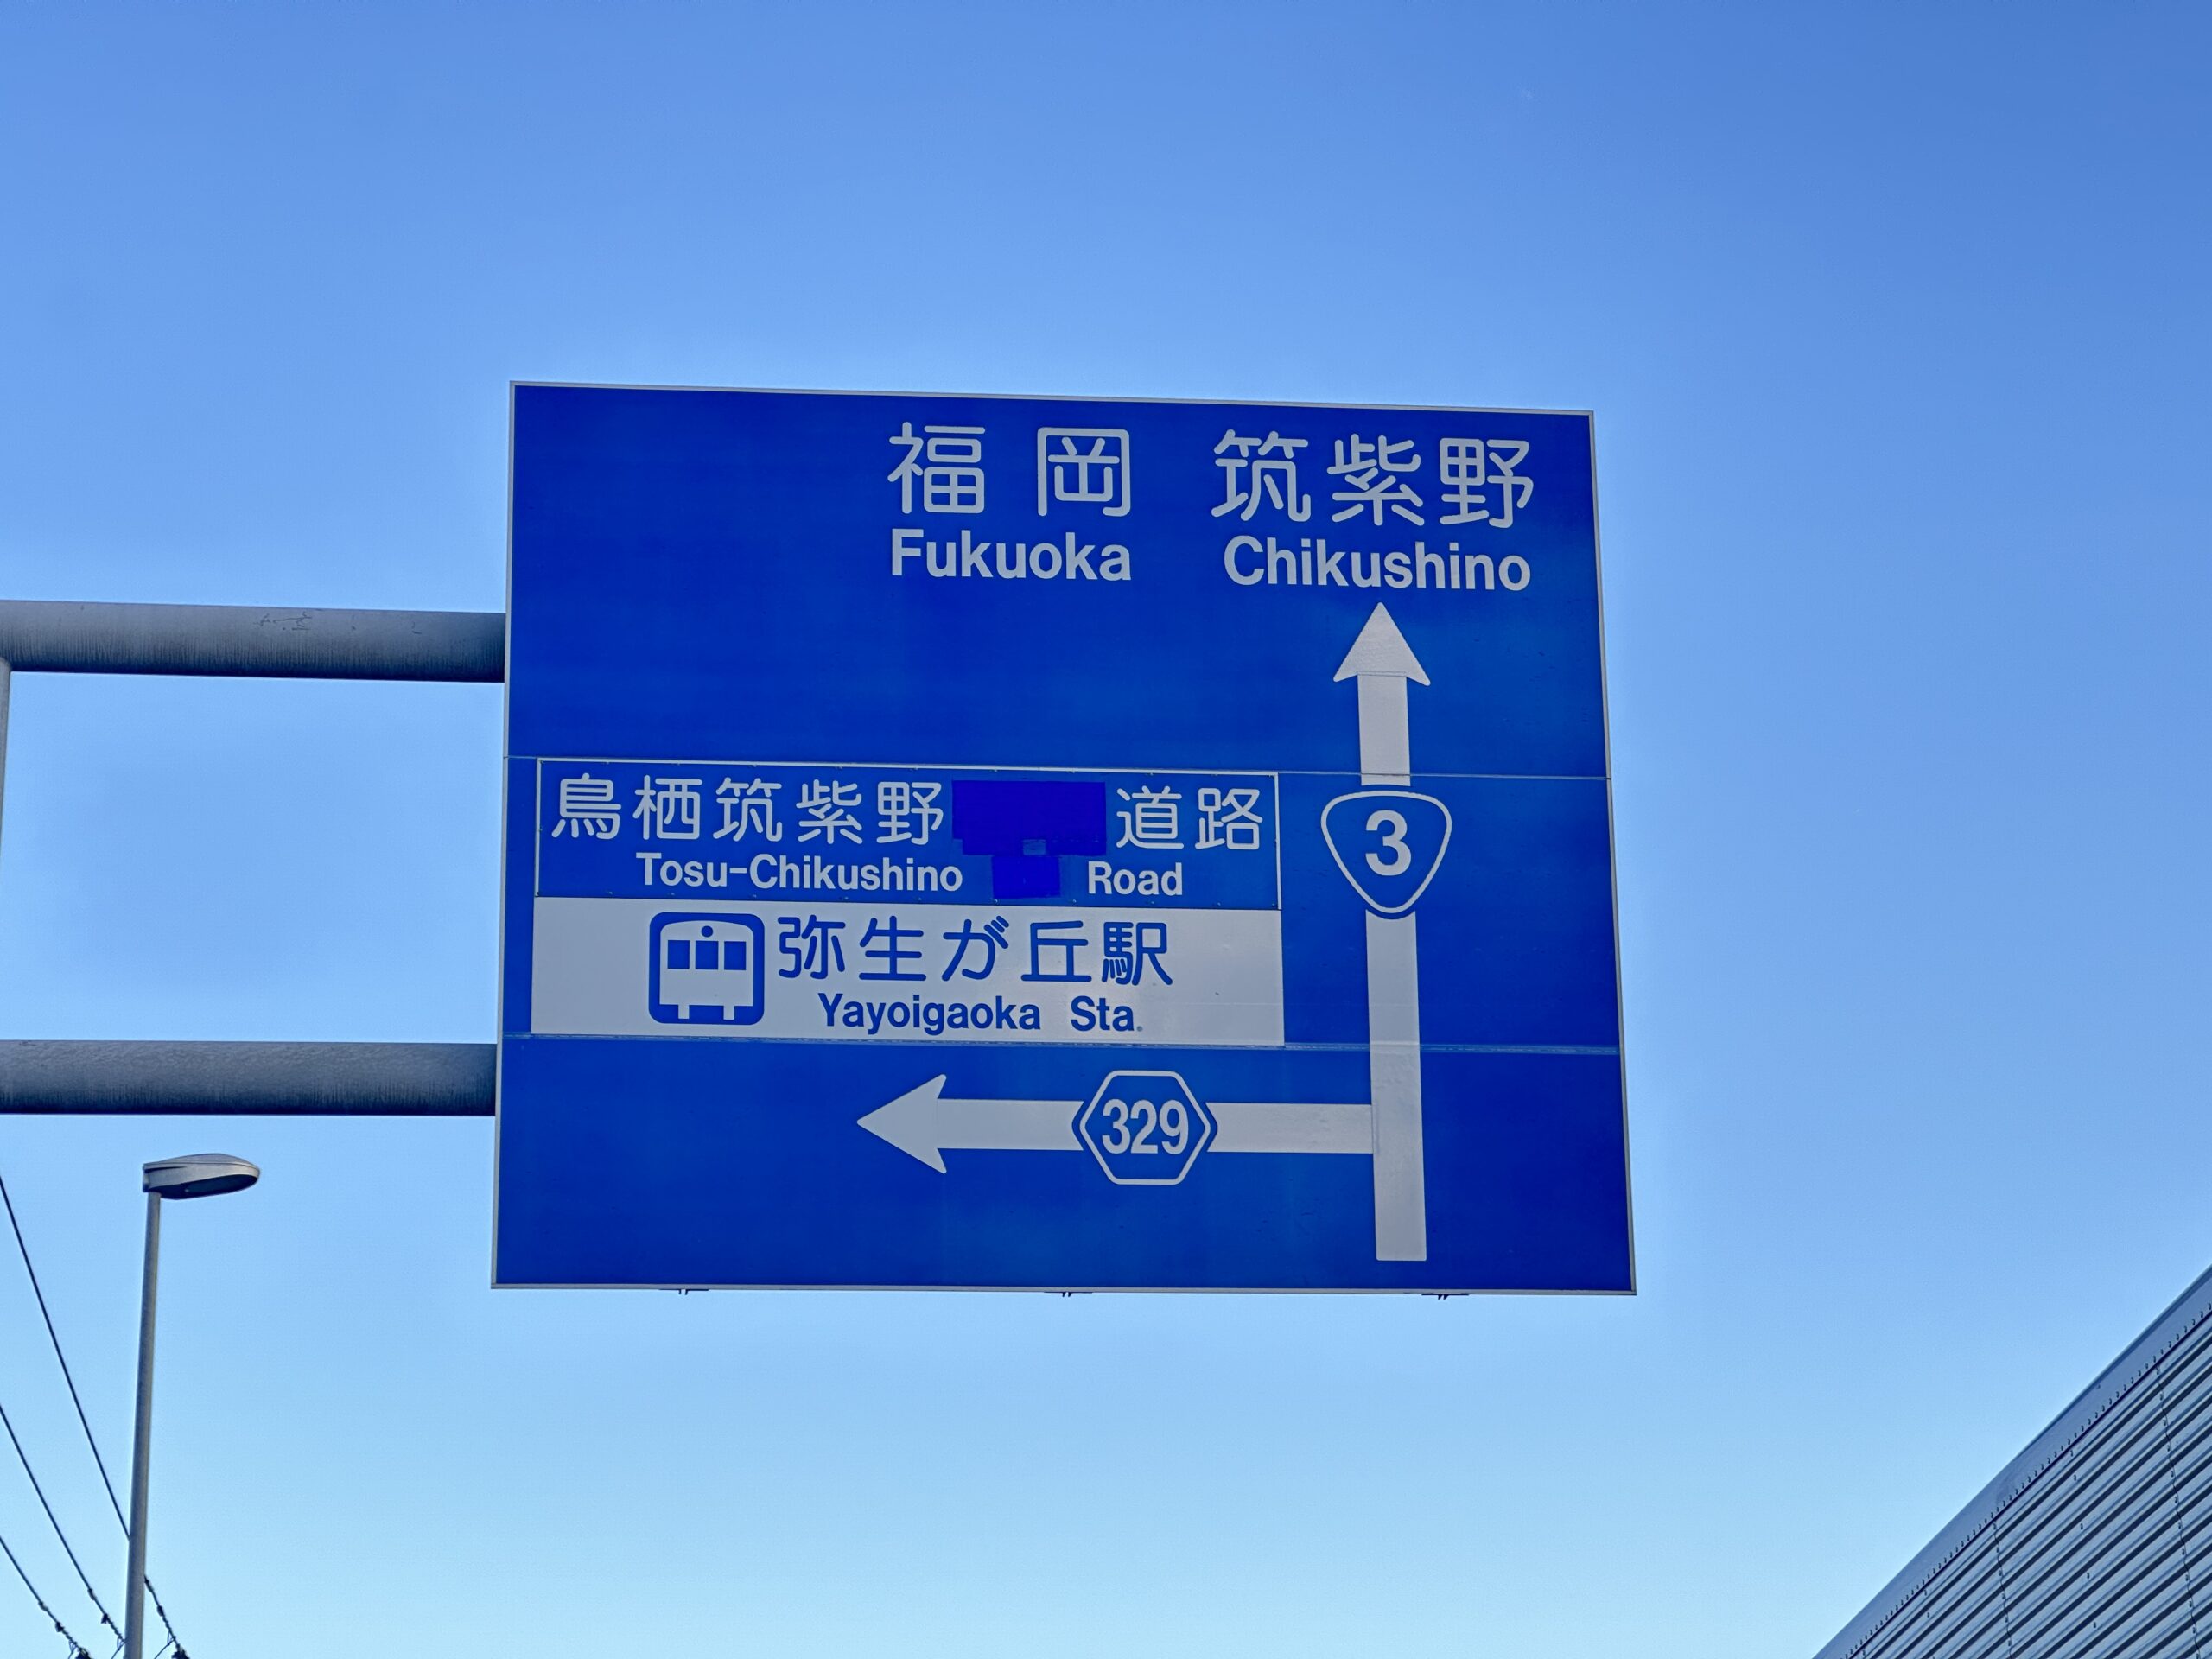 福岡 筑紫野
Fukuoka Chikushino
鳥栖筑紫野 道路
Tosu-Chikushino Road
3
弥生が丘駅
Yayoigaoka Sta.
329